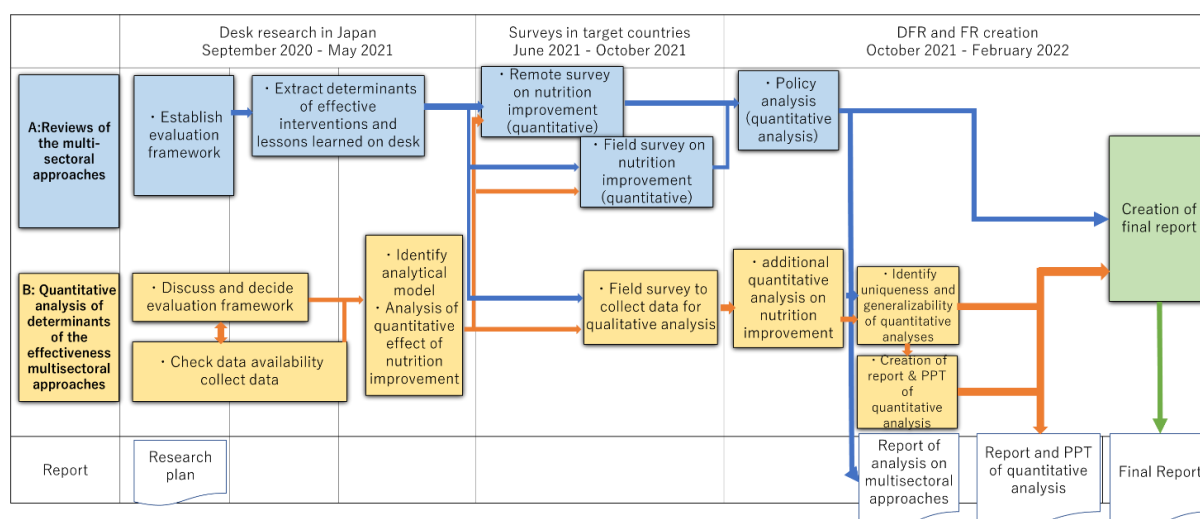 Desk research in Japan
September 2020 - May 2021
Surveys in target countries
June 2021 - October 2021
DFR and FR creation
October 2021 - February 2022
A:Reviews of
the multi-
sectoral
approaches
・Establish
evaluation
framework
・Extract determinants
of effective
interventions and
lessons learned on desk
・Remote survey
on nutrition
improvement
(quantitative)
・Field survey on
nutrition
improvement
(quantitative)
・Policy
analysis
(quantitative
analysis)
Creation of
final report
B: Quantitative
analysis of
determinants
of the
effectiveness
multisectoral
approaches
・Discuss and decide
evaluation framework
・Check data availability
collect data
・Identify
analytical
model
・Analysis of
quantitative
effect of
nutrition
improvement
・Field survey to
collect data for
qualitative analysis
・additional
quantitative
analysis on
nutrition
improvement
・Identify
uniqueness and
generalizability
of quantitative
analyses
・Creation of
report & PPT
of
quantitative
analysis
Report
Research
plan
Report of
analysis on
multisectoral
approaches
Report and PPT
of quantitative
analysis
Final Report